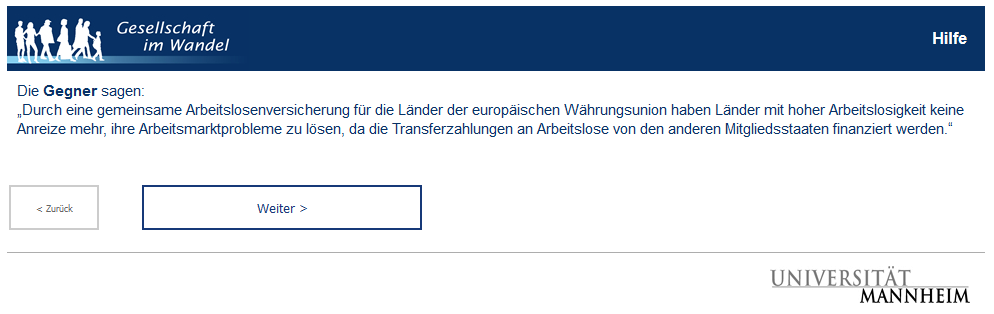 Gesellschaft
im Wandel
Hilfe
Die Gegner sagen:
„Durch eine gemeinsame Arbeitslosenversicherung für die Länder der europäischen Währungsunion haben Länder mit hoher Arbeitslosigkeit keine
Anreize mehr, ihre Arbeitsmarktprobleme zu lösen, da die Transferzahlungen an Arbeitslose von den anderen Mitgliedsstaaten finanziert werden.“
< Zurück
Weiter >
UNIVERSITÄT
MANNHEIM